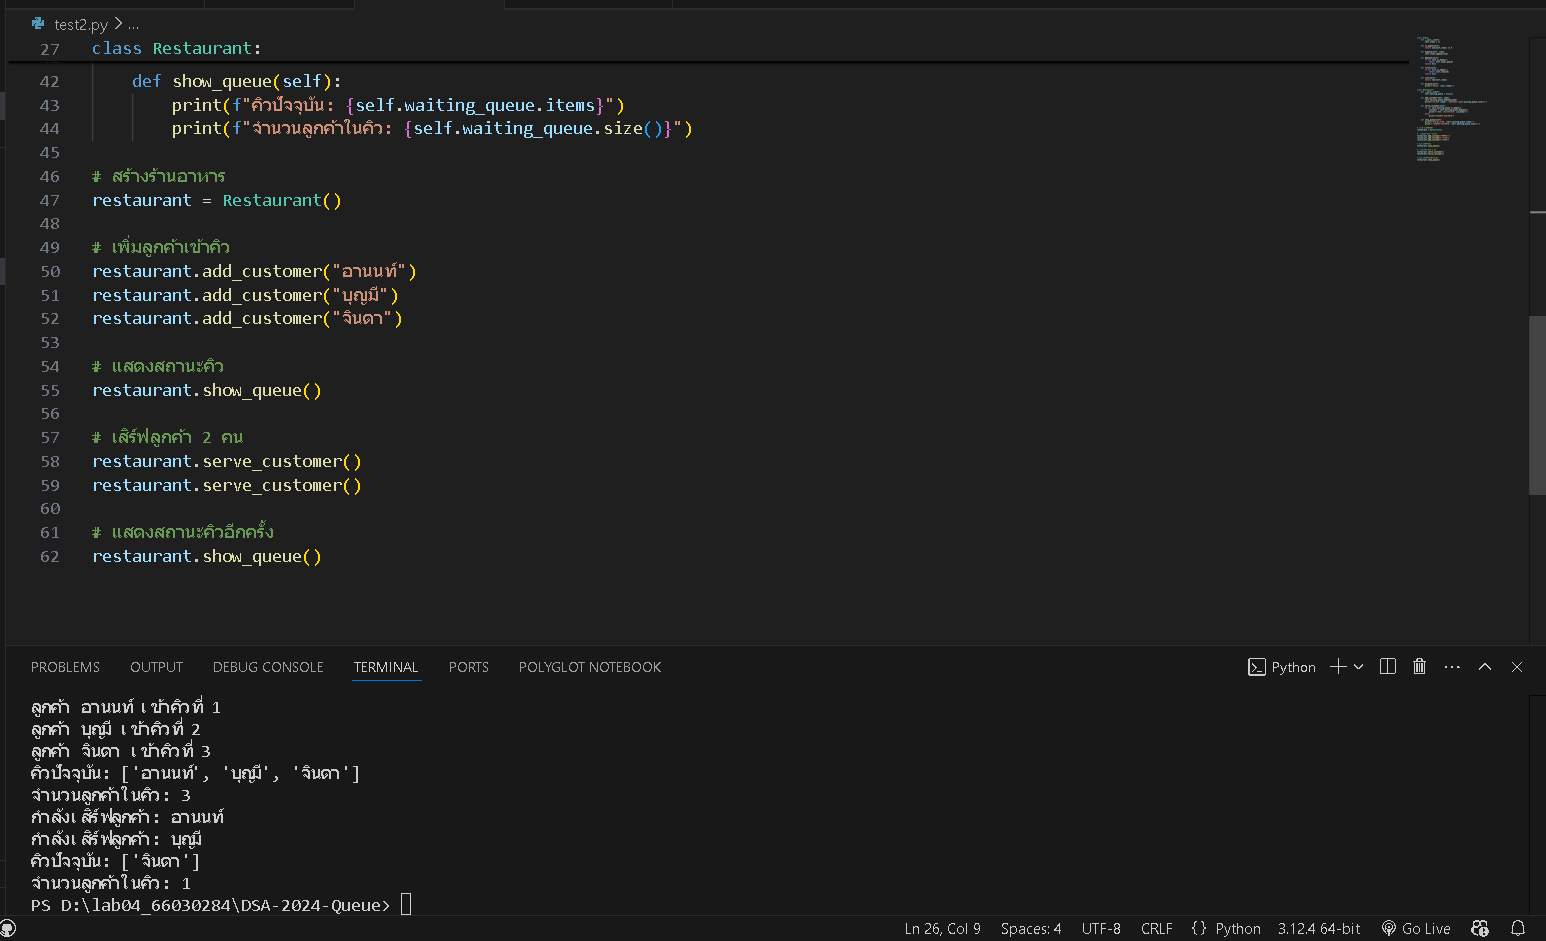 test2.py > ...
27 class Restaurant:
42 def show_queue(self):
43 print(f"คิวปัจจุบัน: {self.waiting_queue.items}")
44 print(f"จำนวนลูกค้าในคิว: {self.waiting_queue.size()}")
45
46 # สร้างร้านอาหาร
47 restaurant = Restaurant()
48
49 # เพิ่มลูกค้าเข้าคิว
50 restaurant.add_customer("อานนท์")
51 restaurant.add_customer("บุญมี")
52 restaurant.add_customer("จินดา")
53
54 # แสดงสถานะคิว
55 restaurant.show_queue()
56
57 # เสิร์ฟลูกค้า 2 คน
58 restaurant.serve_customer()
59 restaurant.serve_customer()
60
61 # แสดงสถานะคิวอีกครั้ง
62 restaurant.show_queue()
PROBLEMS OUTPUT DEBUG CONSOLE TERMINAL PORTS POLYGLOT NOTEBOOK Python
ลูกค้า อานนท์ เข้าคิวที่ 1
ลูกค้า บุญมี เข้าคิวที่ 2
ลูกค้า จินดา เข้าคิวที่ 3
คิวปัจจุบัน: ['อานนท์', 'บุญมี', 'จินดา']
จำนวนลูกค้าในคิว: 3
กำลังเสิร์ฟลูกค้า: อานนท์
กำลังเสิร์ฟลูกค้า: บุญมี
คิวปัจจุบัน: ['จินดา']
จำนวนลูกค้าในคิว: 1
PS D:\lab04_66030284\DSA-2024-Queue>
Ln 26, Col 9 Spaces: 4 UTF-8 CRLF {} Python 3.12.4 64-bit Go Live